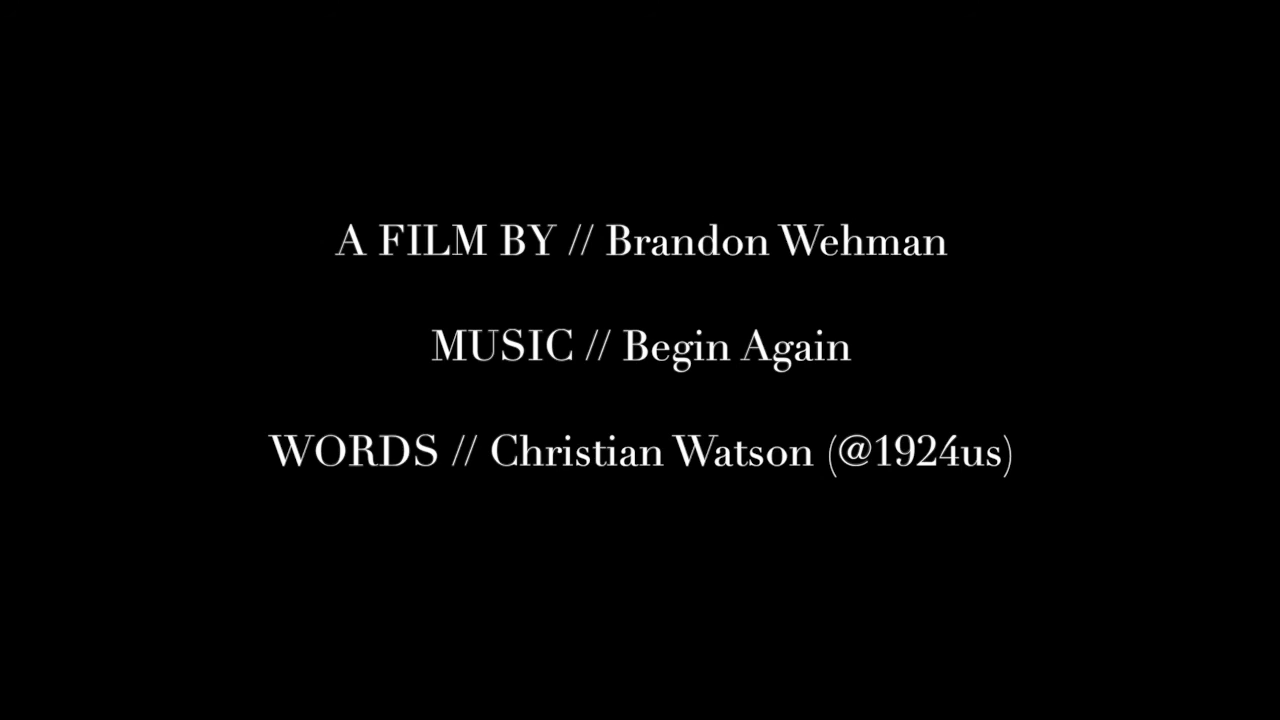 A FILM BY // Brandon Wehman
MUSIC // Begin Again
WORDS // Christian Watson (@1924us)